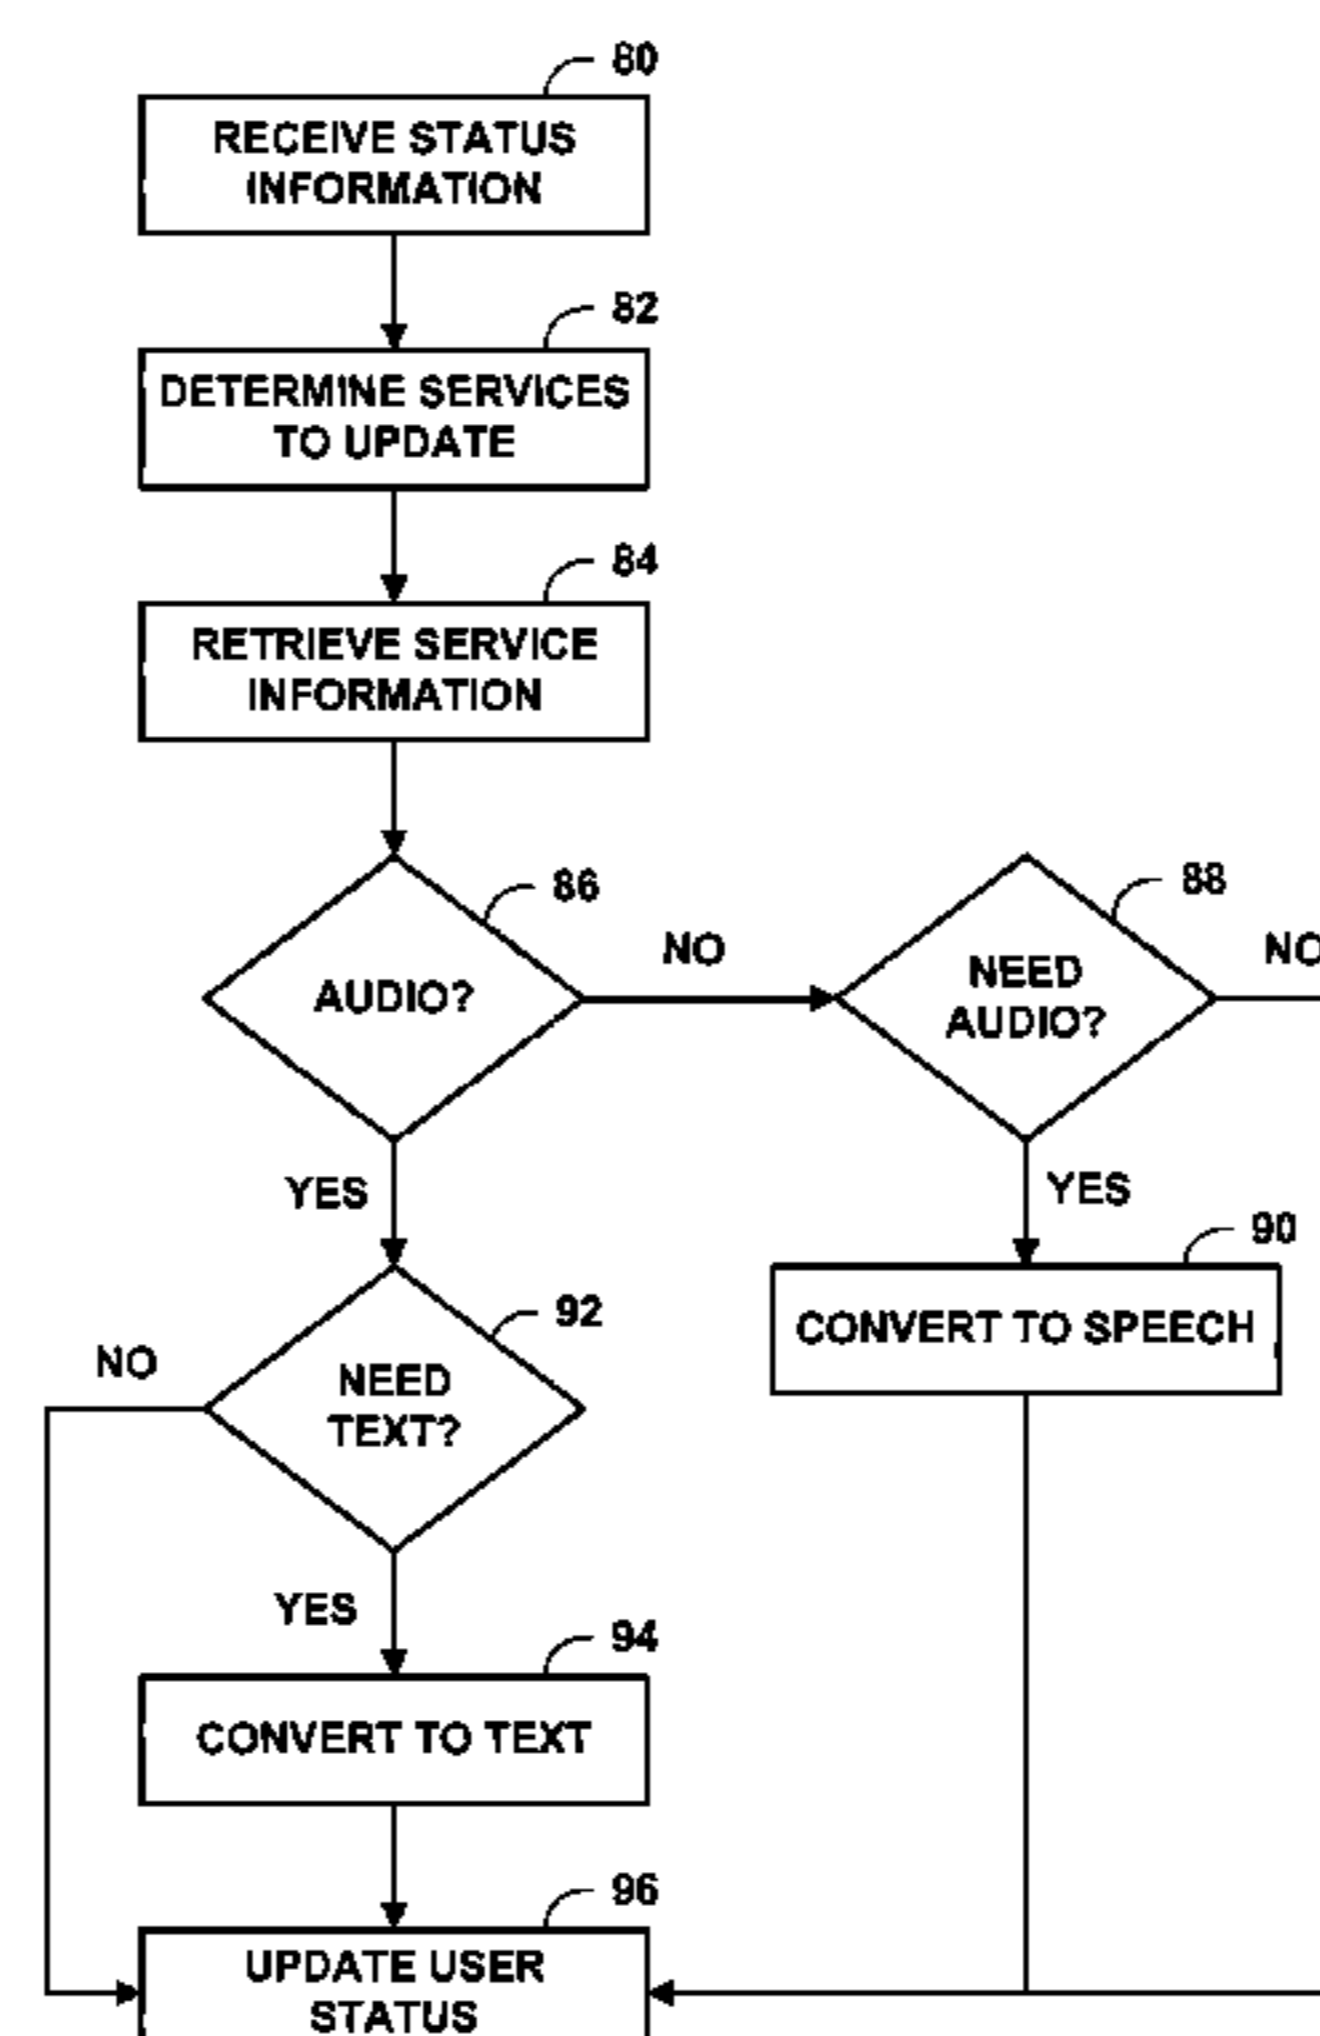 80
RECEIVE STATUS
INFORMATION
82
DETERMINE SERVICES
TO UPDATE
84
RETRIEVE SERVICE
INFORMATION
86
AUDIO?
NO
88
NEED
AUDIO?
NO
YES
YES
90
CONVERT TO SPEECH
92
NEED
TEXT?
NO
YES
94
CONVERT TO TEXT
96
UPDATE USER
STATUS